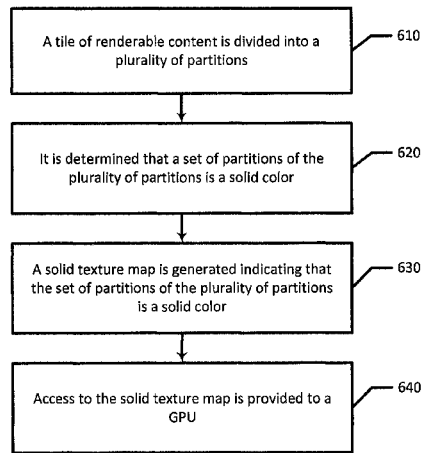 A tile of renderable content is divided into a
plurality of partitions
610
It is determined that a set of partitions of the
plurality of partitions is a solid color
620
A solid texture map is generated indicating that
the set of partitions of the plurality of partitions
is a solid color
630
Access to the solid texture map is provided to a
GPU
640